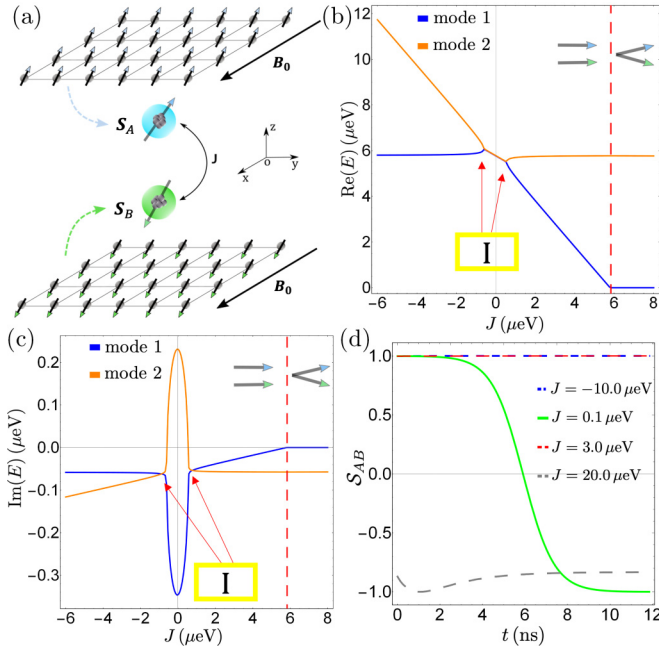 (a)
B₀
S_A
J
z
o
y
x
S_B
B₀
(b)
mode 1
mode 2
12
10
8
6
4
2
0
Re(E) (μeV)
I
-6 -4 -2 0 2 4 6 8
J (μeV)
(c)
mode 1
mode 2
0.2
0.1
0.0
-0.1
-0.2
-0.3
Im(E) (μeV)
I
-6 -4 -2 0 2 4 6 8
J (μeV)
(d)
1.0
0.5
0.0
-0.5
-1.0
S_AB
J = -10.0 μeV
J = 0.1 μeV
J = 3.0 μeV
J = 20.0 μeV
0 2 4 6 8 10 12
t (ns)